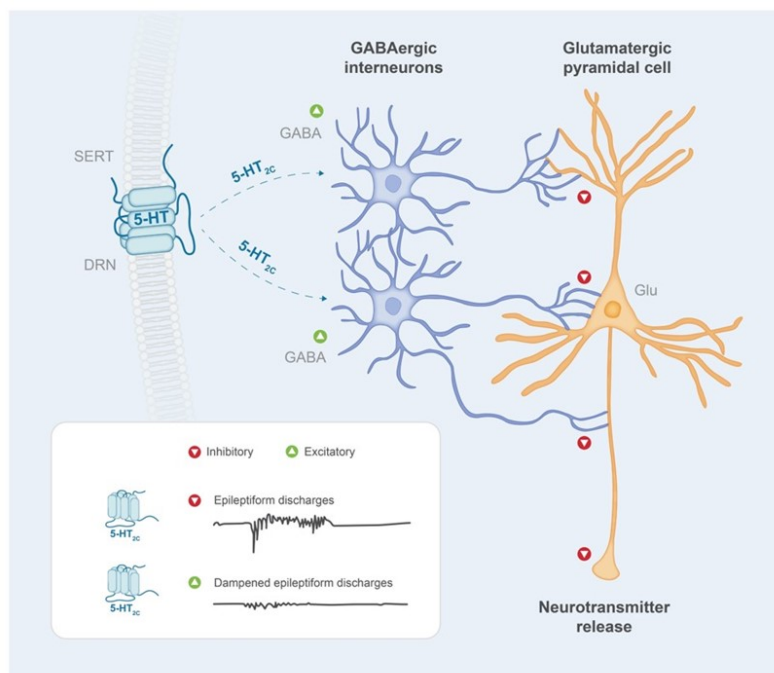 GABAergic
interneurons
Glutamatergic
pyramidal cell
GABA
SERT
5-HT2C
5-HT
5-HT2C
DRN
Glu
GABA
Inhibitory
Excitatory
Epileptiform discharges
5-HT2C
Dampened epileptiform discharges
5-HT2C
Neurotransmitter
release